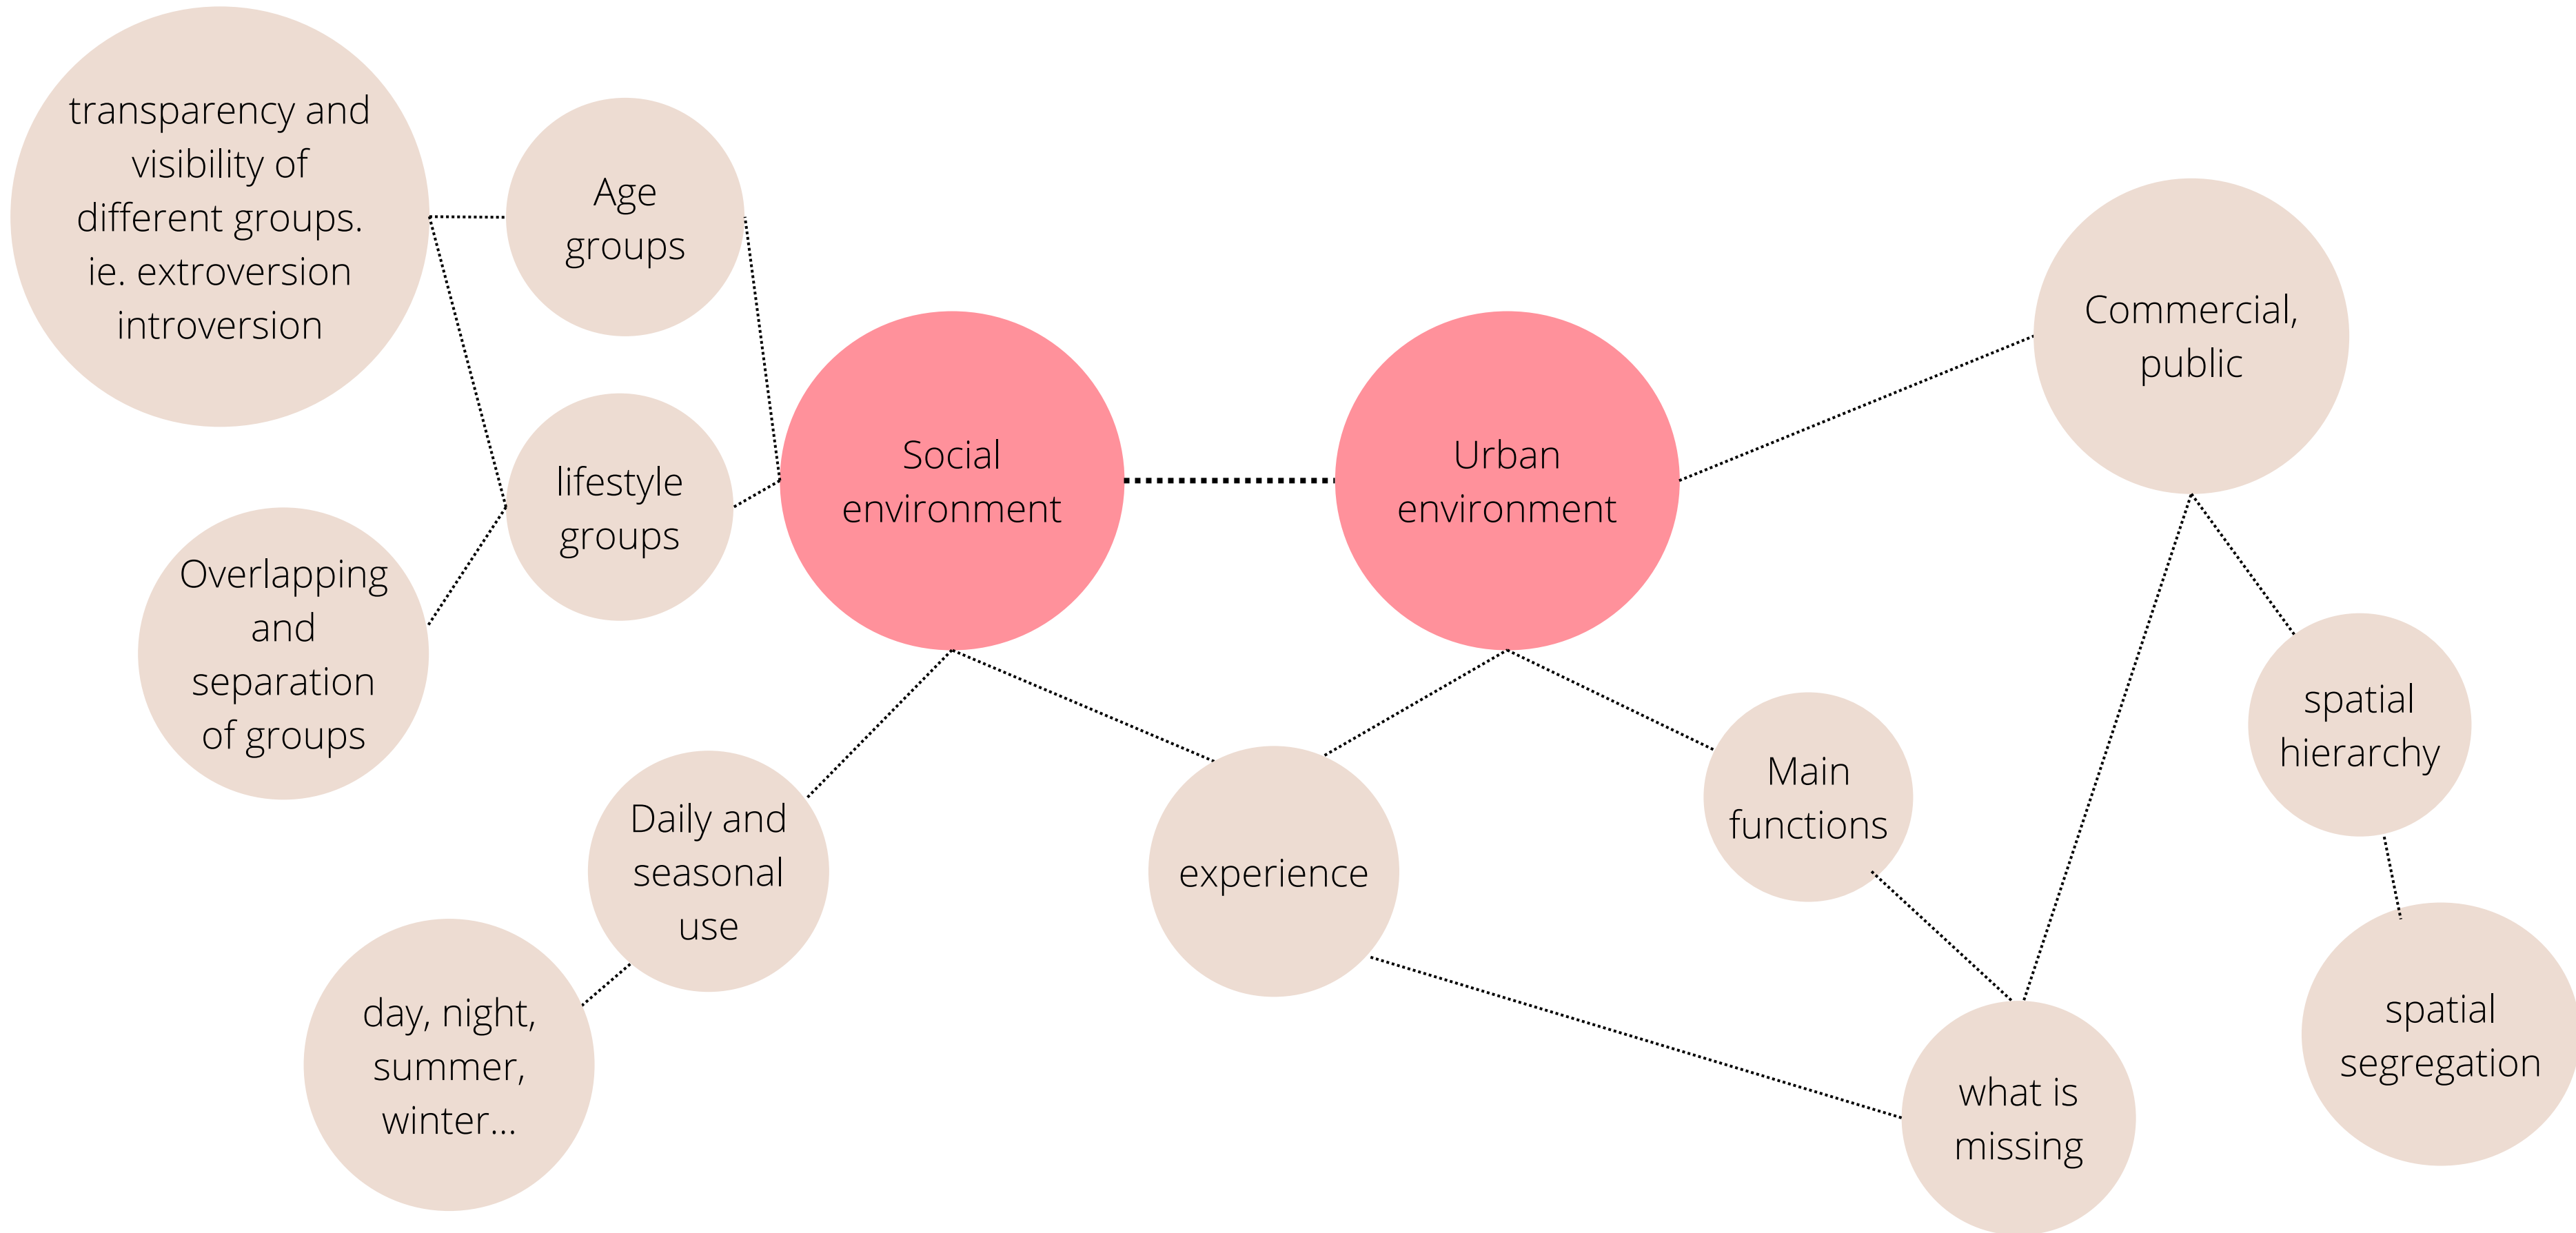 transparency and
visibility of
different groups.
ie. extroversion
introversion
Age
groups
lifestyle
groups
Overlapping
and
separation
of groups
Social
environment
Urban
environment
Commercial,
public
Daily and
seasonal
use
day, night,
summer,
winter...
experience
Main
functions
what is
missing
spatial
hierarchy
spatial
segregation